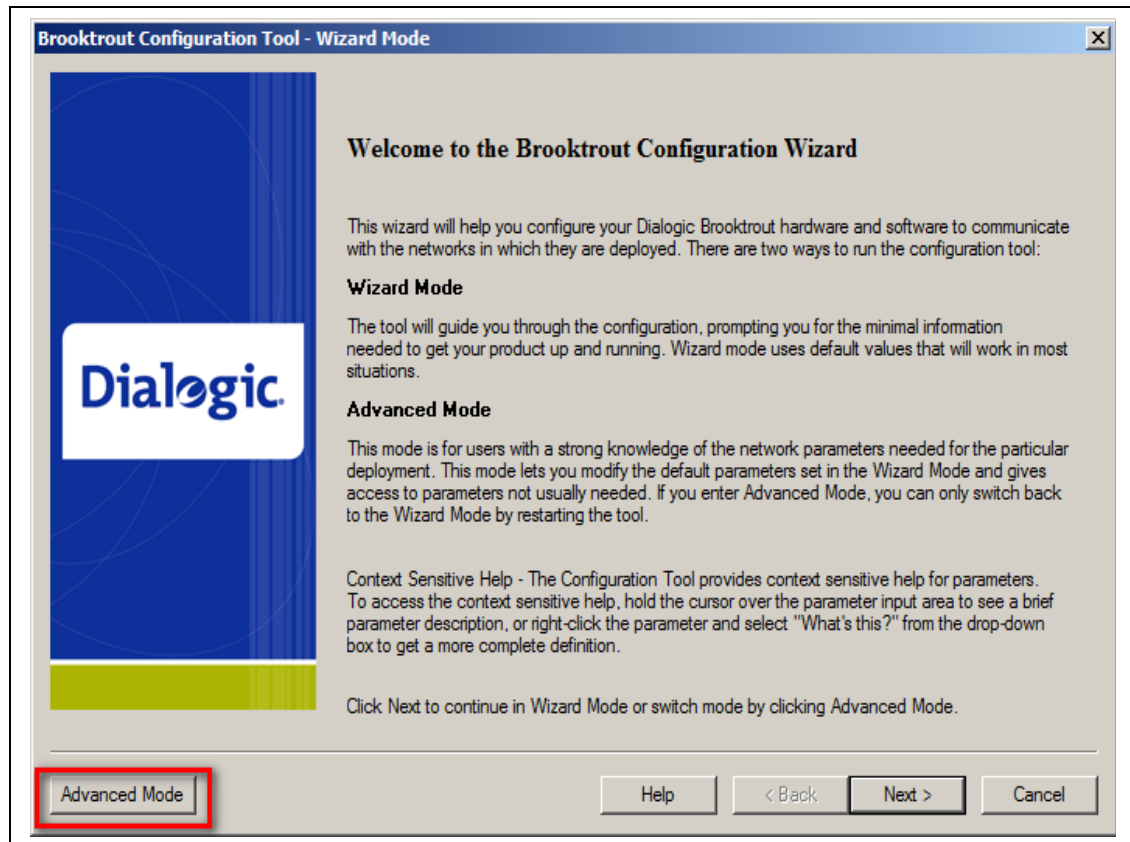 Brooktrout Configuration Tool - Wizard Mode
Welcome to the Brooktrout Configuration Wizard
This wizard will help you configure your Dialogic Brooktrout hardware and software to communicate
with the networks in which they are deployed. There are two ways to run the configuration tool:
Wizard Mode
The tool will guide you through the configuration, prompting you for the minimal information
needed to get your product up and running. Wizard mode uses default values that will work in most
situations.
Dialogic.
Advanced Mode
This mode is for users with a strong knowledge of the network parameters needed for the particular
deployment. This mode lets you modify the default parameters set in the Wizard Mode and gives
access to parameters not usually needed. If you enter Advanced Mode, you can only switch back
to the Wizard Mode by restarting the tool.
Context Sensitive Help - The Configuration Tool provides context sensitive help for parameters.
To access the context sensitive help, hold the cursor over the parameter input area to see a brief
parameter description, or right-click the parameter and select "What's this?" from the drop-down
box to get a more complete definition.
Click Next to continue in Wizard Mode or switch mode by clicking Advanced Mode.
Advanced Mode
Help
< Back
Next >
Cancel